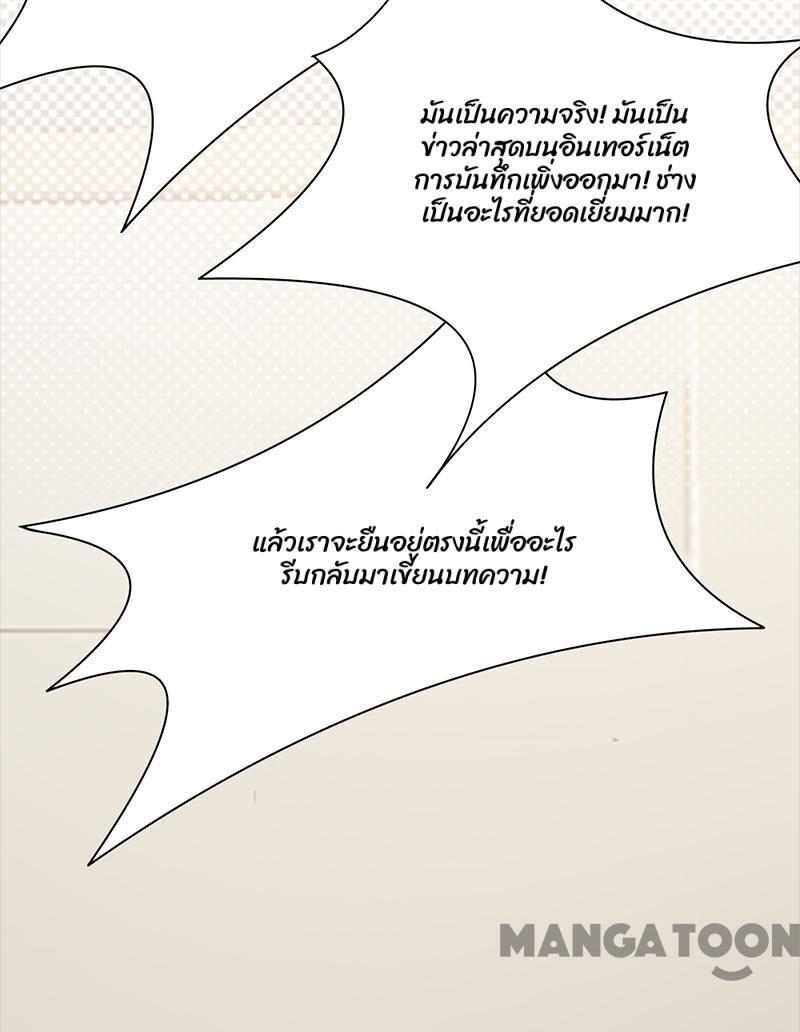 มันเป็นความจริง! มันเป็น
ข่าวล่าสุดบนอินเทอร์เน็ต
การบันทึกเพิ่งออกมา! ช่าง
เป็นอะไรที่ยอดเยี่ยมมาก!
แล้วเราจะยืนอยู่ตรงนี้เพื่ออะไร
รีบกลับมาเขียนบทความ!
MANGATOON